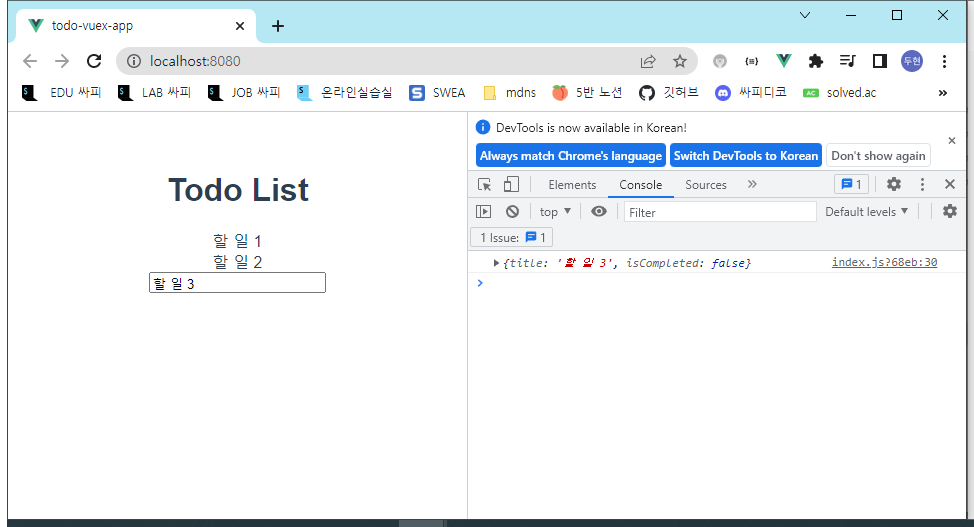 todo-vuex-app
localhost:8080
두현
EDU 싸피 LAB 싸피 JOB 싸피 온라인실습실 SWEA mdns 5반 노션 깃허브 싸피디코 solved.ac »
Todo List
할 일 1
할 일 2
할 일 3
DevTools is now available in Korean!
Always match Chrome's language Switch DevTools to Korean Don't show again
Elements Console Sources » 1
top Filter Default levels
1 Issue: 1
{title: '할 일 3', isCompleted: false} index.js?68eb:30